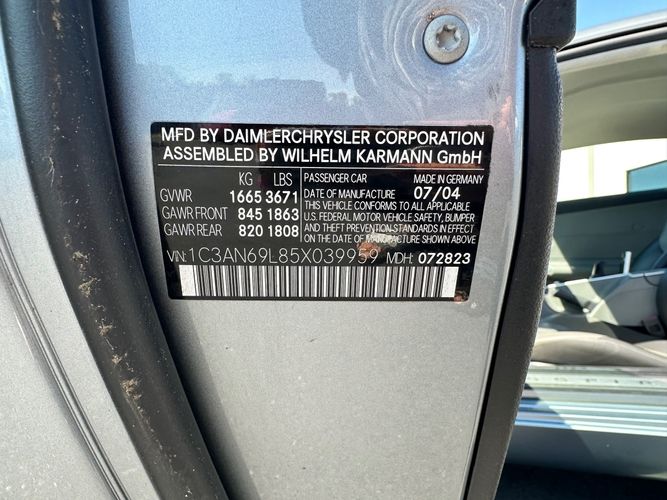 MFD BY DAIMLERCHRYSLER CORPORATION
ASSEMBLED BY WILHELM KARMANN GmbH
KG LBS
GVWR 1665 3671
GAWR FRONT 845 1863
GAWR REAR 820 1808
PASSENGER CAR MADE IN GERMANY
DATE OF MANUFACTURE 07/04
THIS VEHICLE CONFORMS TO ALL APPLICABLE
U.S. FEDERAL MOTOR VEHICLE SAFETY, BUMPER
AND THEFT PREVENTION STANDARDS IN EFFECT
ON THE DATE OF MANUFACTURE SHOWN ABOVE
VIN: 1C3AN69L85X039959 MDH: 072823